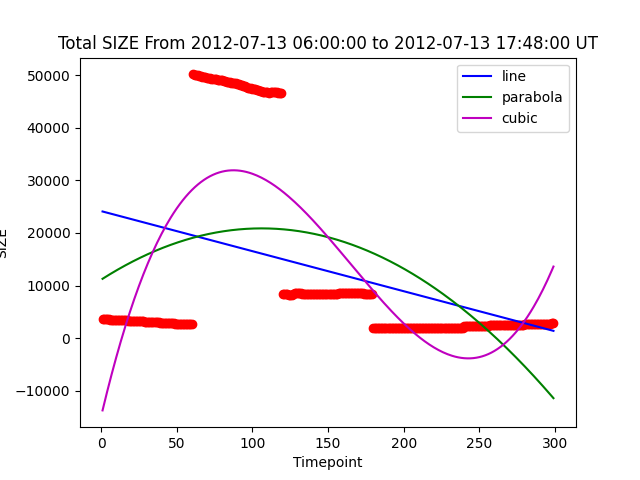 Total SIZE From 2012-07-13 06:00:00 to 2012-07-13 17:48:00 UT
50000
40000
30000
20000
10000
0
−10000
SIZE
line
parabola
cubic
0 50 100 150 200 250 300
Timepoint